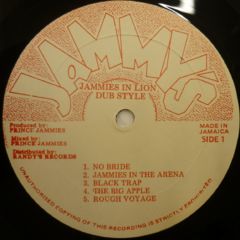 JAMMY'S
JAMMIES IN LION
DUB STYLE
Produced by:
PRINCE JAMMIES
Mixed by:
PRINCE JAMMIES
Distributed by:
RANDY'S RECORDS
MADE IN
JAMAICA
SIDE 1
1. NO BRIDE
2. JAMMIES IN THE ARENA
3. BLACK TRAP
4. THE BIG APPLE
5. ROUGH VOYAGE
UNAUTHORISED COPYING OF THIS RECORDING IS STRICTLY PROHIBITED